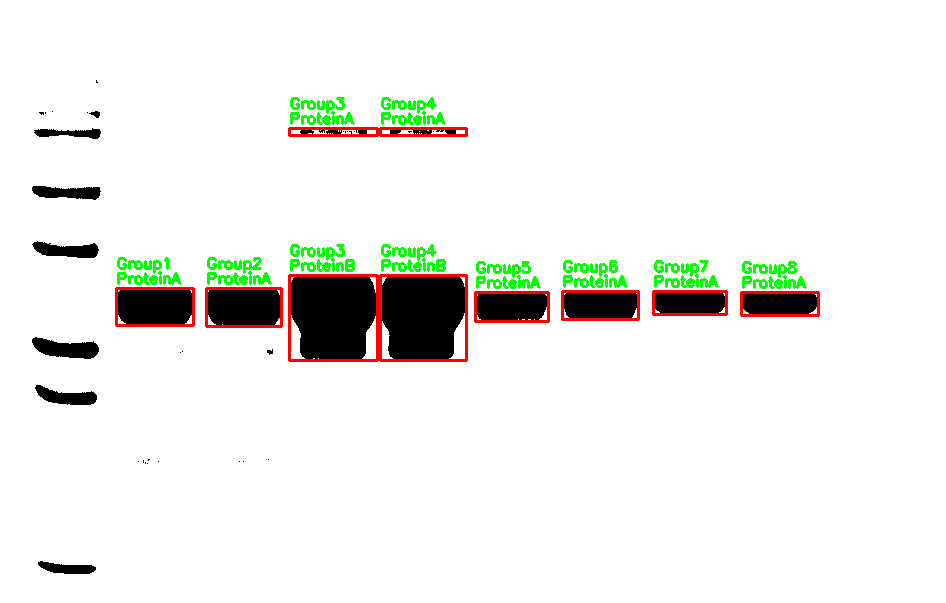 Group3
ProteinA
Group4
ProteinA
Group1
ProteinA
Group2
ProteinA
Group3
ProteinB
Group4
ProteinB
Group5
ProteinA
Group6
ProteinA
Group7
ProteinA
Group8
ProteinA